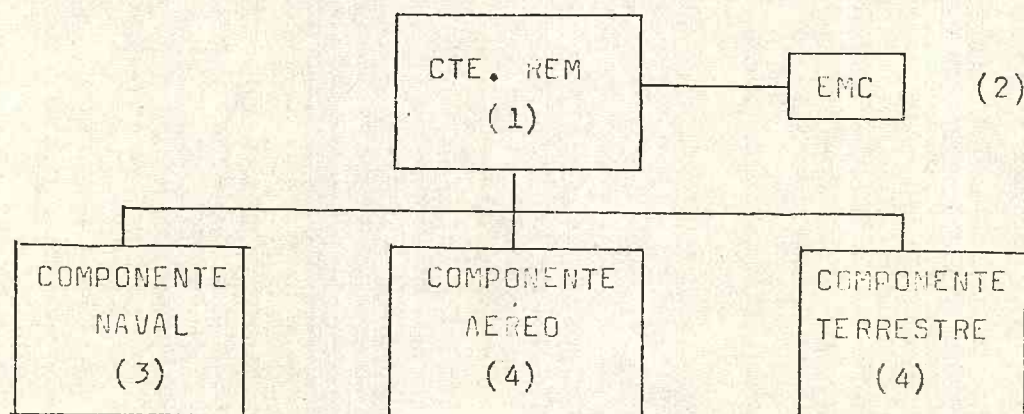 CTE. REM
(1)
EMC (2)
COMPONENTE
NAVAL
(3)
COMPONENTE
AEREO
(4)
COMPONENTE
TERRESTRE
(4)